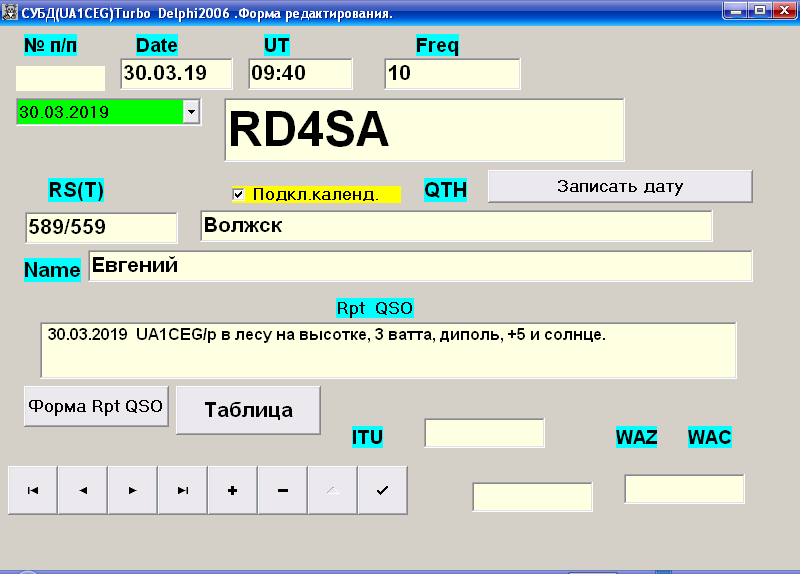 СУБД(UA1CEG)Turbo Delphi2006 .Форма редактирования.
№ п/п Date UT Freq
30.03.19 09:40 10
30.03.2019
RD4SA
RS(T) Подкл.календ. QTH Записать дату
589/559 Волжск
Name Евгений
Rpt QSO
30.03.2019 UA1CEG/p в лесу на высотке, 3 ватта, диполь, +5 и солнце.
Форма Rpt QSO Таблица
ITU WAZ WAC